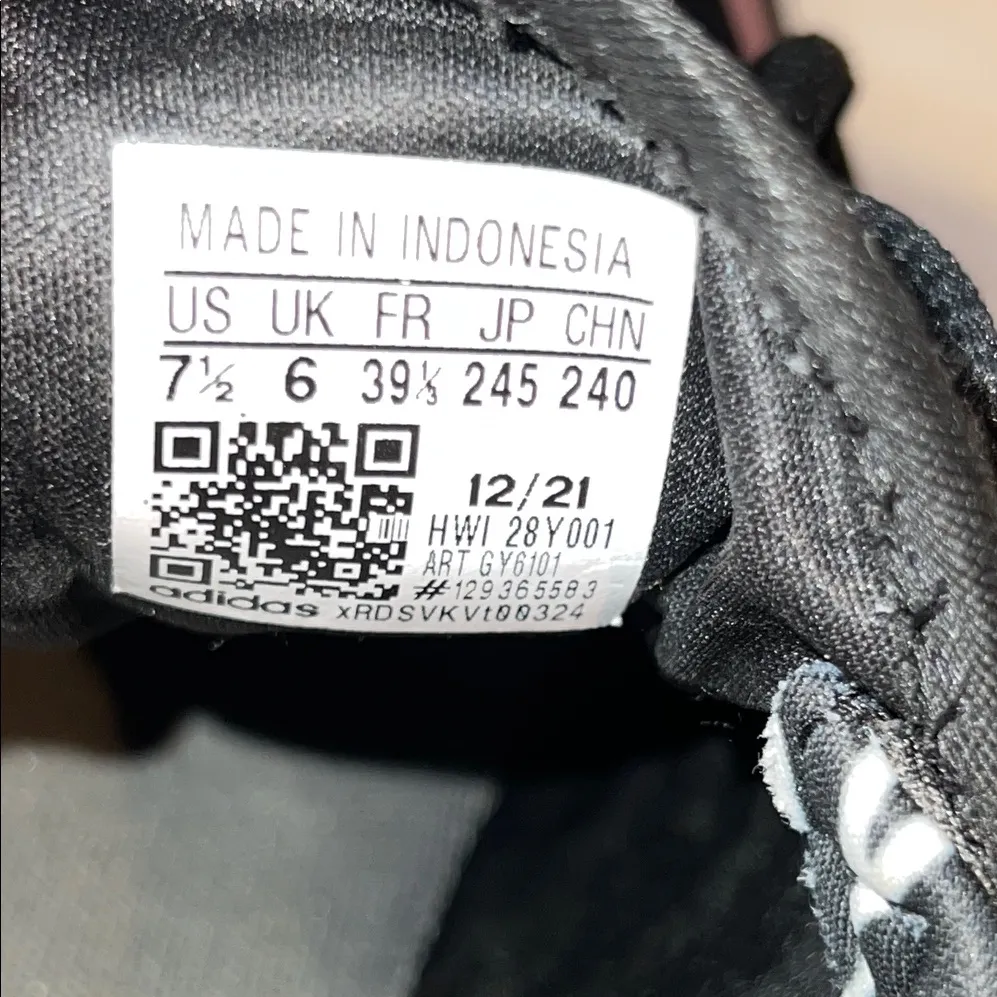 MADE IN INDONESIA
US UK FR JP CHN
7½ 6 39⅓ 245 240
12/21
HWI 28Y001
ART GY6101
#129365583
adidas xRDSVKVt00324